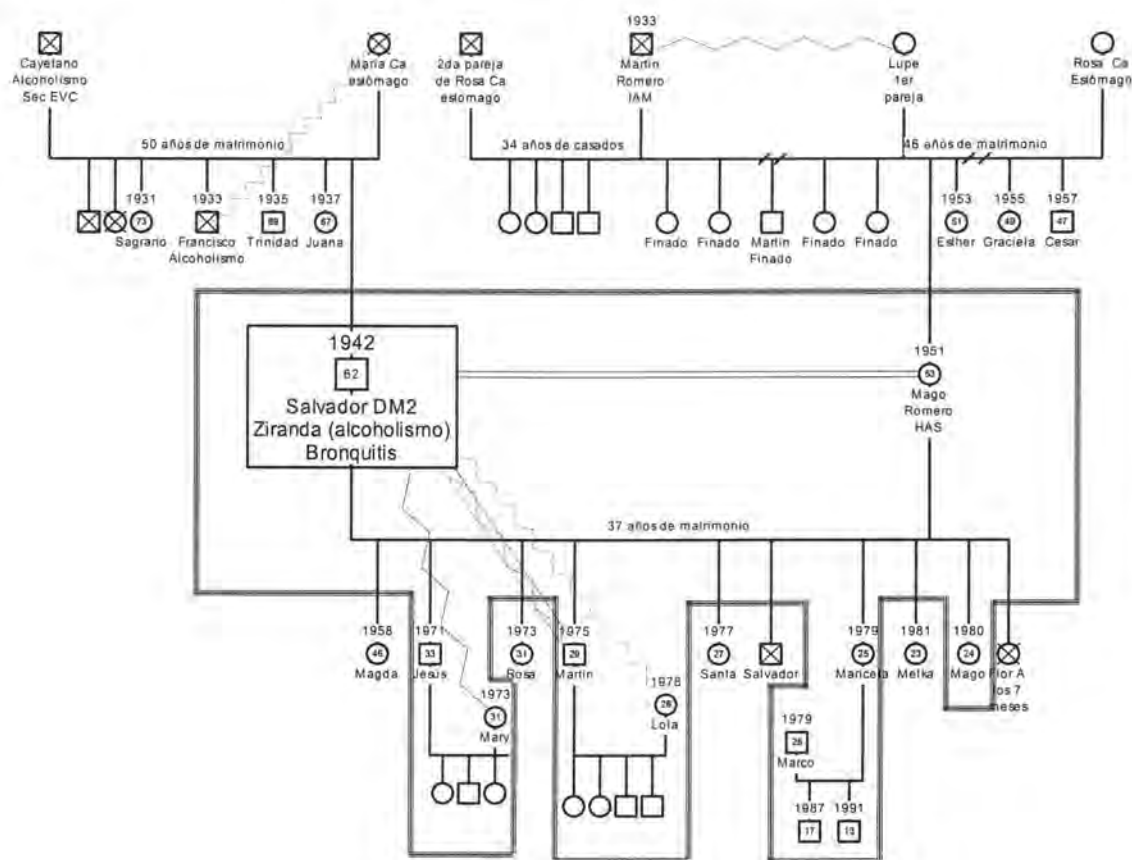 1933
Cayetano
Alcoholismo
Sec EVC
Maria Ca
estómago
2da pareja
de Rosa Ca
estómago
Martin
Romero
IAM
Lupe
1er
pareja
Rosa Ca
Estómago
50 años de matrimonio
34 años de casados
46 años de matrimonio
1931
73
Sagrario
1933
Francisco
Alcoholismo
1935
69
Trinidad
1937
67
Juana
Finado
Finado
Martin
Finado
Finado
Finado
1953
51
Esther
1955
49
Graciela
1957
47
Cesar
1942
62
Salvador DM2
Ziranda (alcoholismo)
Bronquitis
1951
53
Mago
Romero
HAS
37 años de matrimonio
1958
46
Magda
1971
33
Jesús
1973
31
Rosa
1975
29
Martin
1977
27
Santa
Salvador
1979
25
Marcela
1981
23
Melka
1980
24
Mago
Flor A
los 7
meses
1973
31
Mary
1978
26
Lola
1979
Marco
1987
17
1991
13